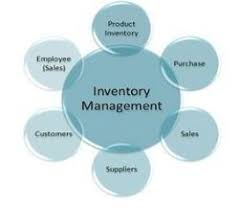 Product
Inventory
Employee
(Sales)
Purchase
Inventory
Management
Customers
Sales
Suppliers